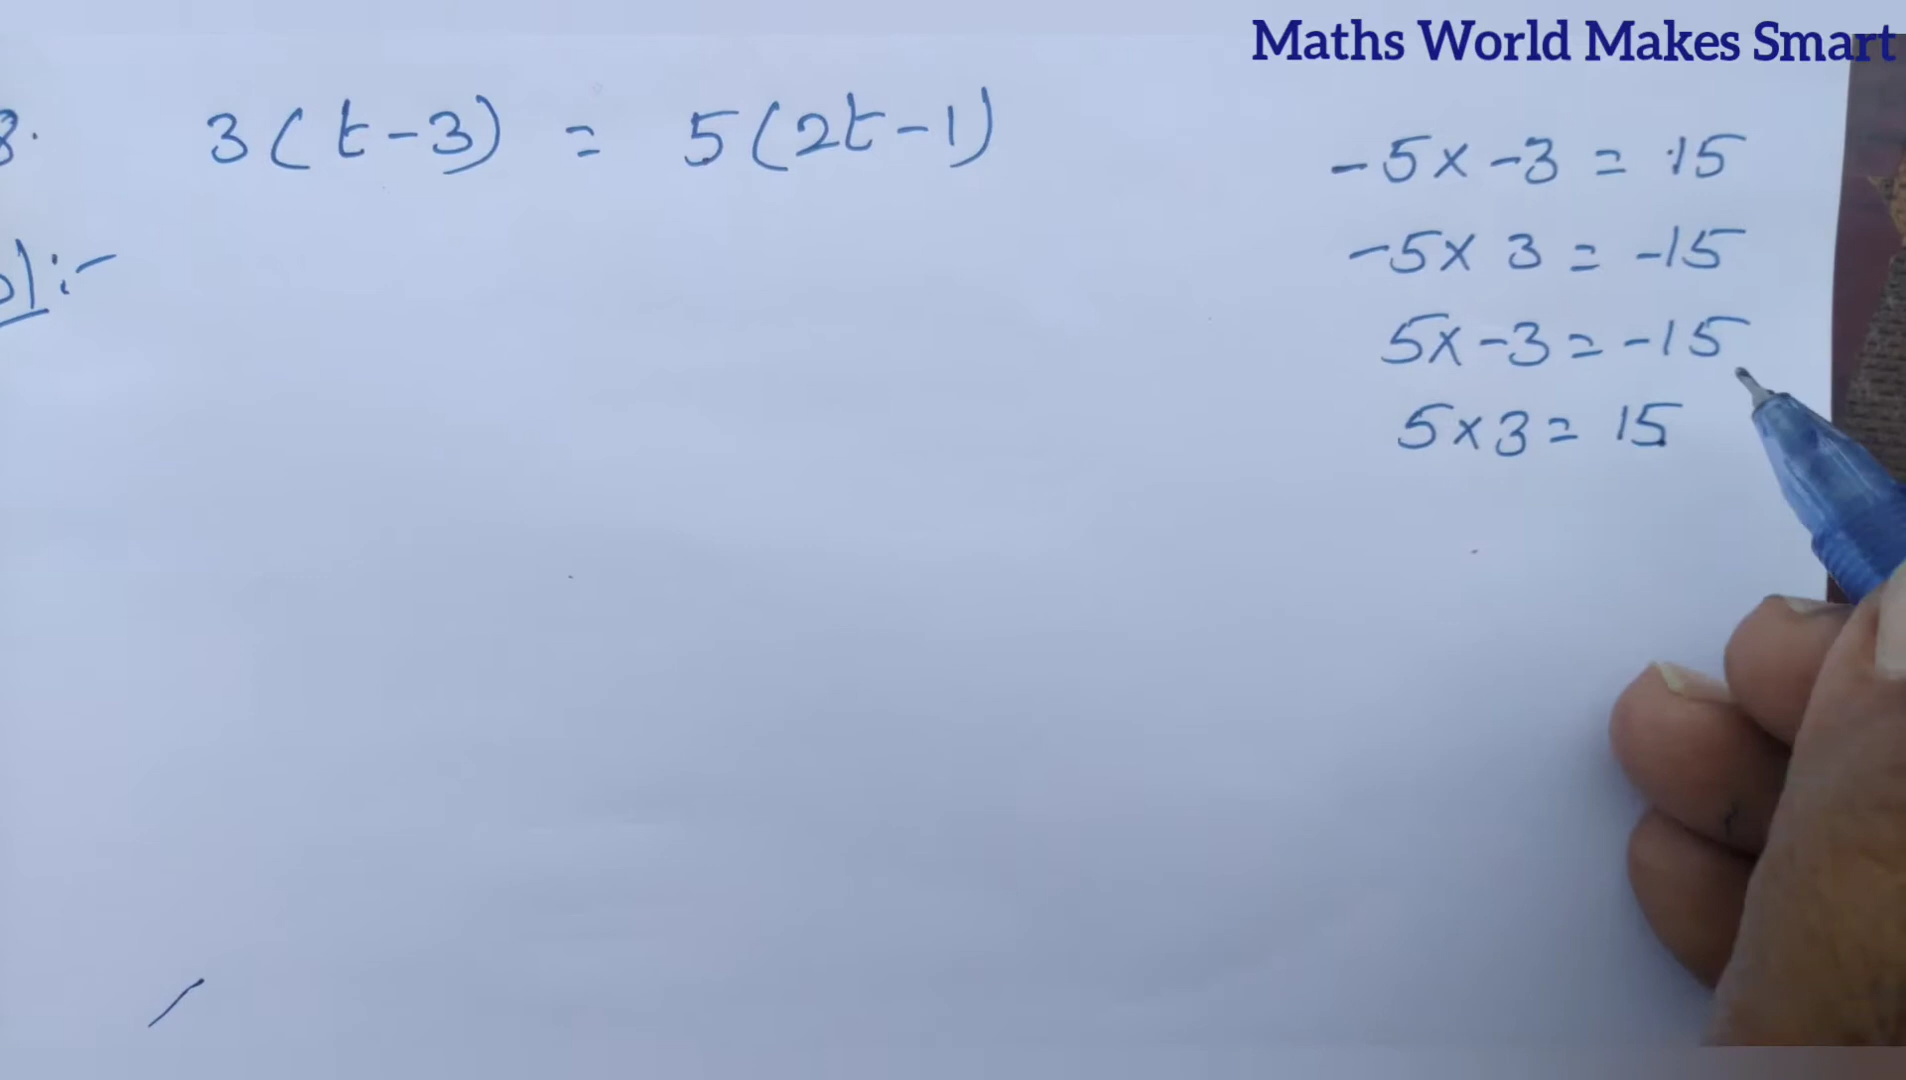 Maths World Makes Smart
8. 3(t-3) = 5(2t-1)
-5x -3 = 15
-5x 3 = -15
5x -3 = -15
5x3 = 15